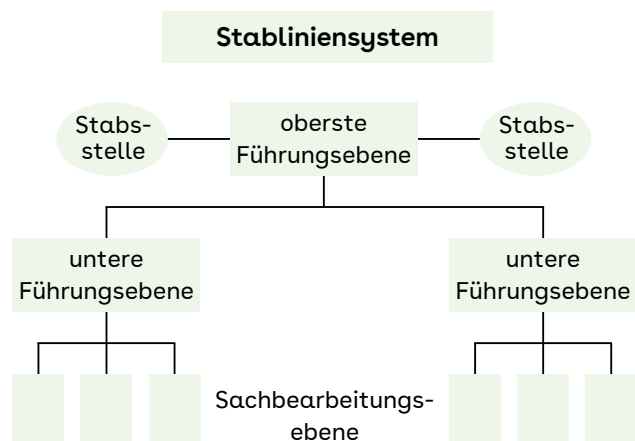 Stabliniensystem
Stabs-
stelle
oberste
Führungsebene
Stabs-
stelle
untere
Führungsebene
untere
Führungsebene
Sachbearbeitungs-
ebene